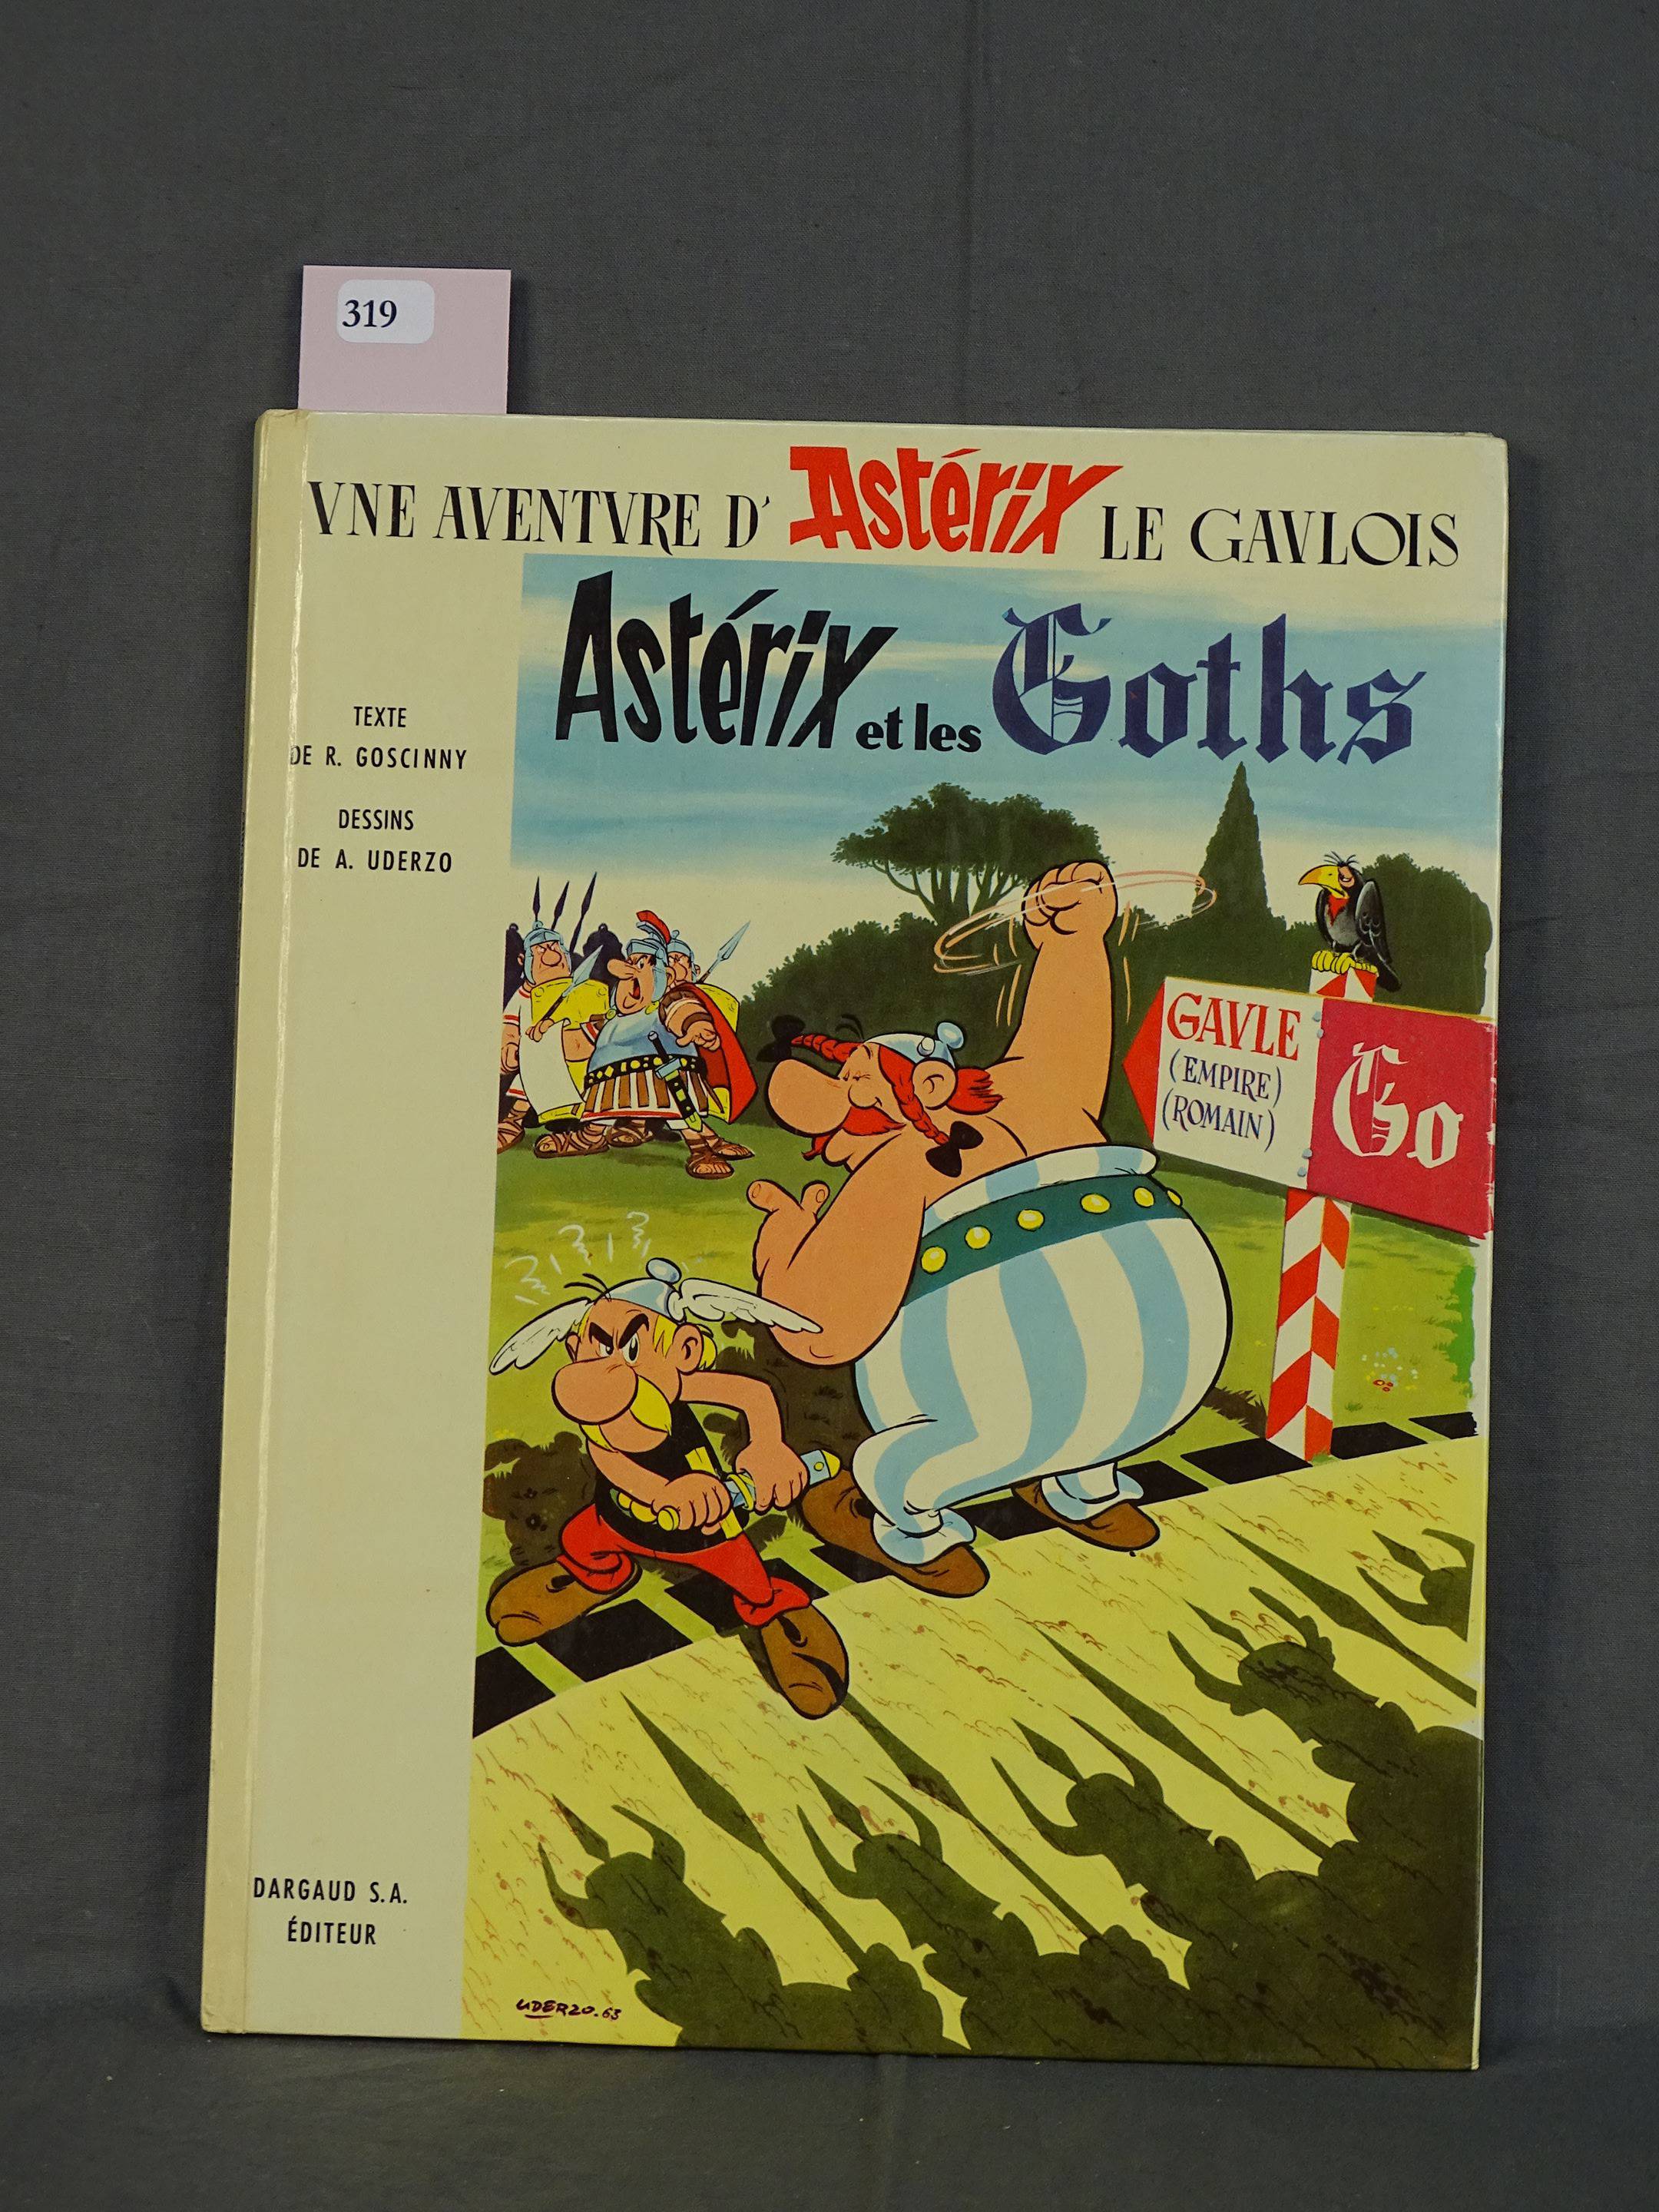 319
VNE AVENTVRE D' Astérix LE GAVLOIS
Astérix et les Goths
TEXTE
DE R. GOSCINNY
DESSINS
DE A. UDERZO
GAVLE
(EMPIRE)
(ROMAIN)
Go
DARGAUD S.A.
ÉDITEUR
UDERZO-63